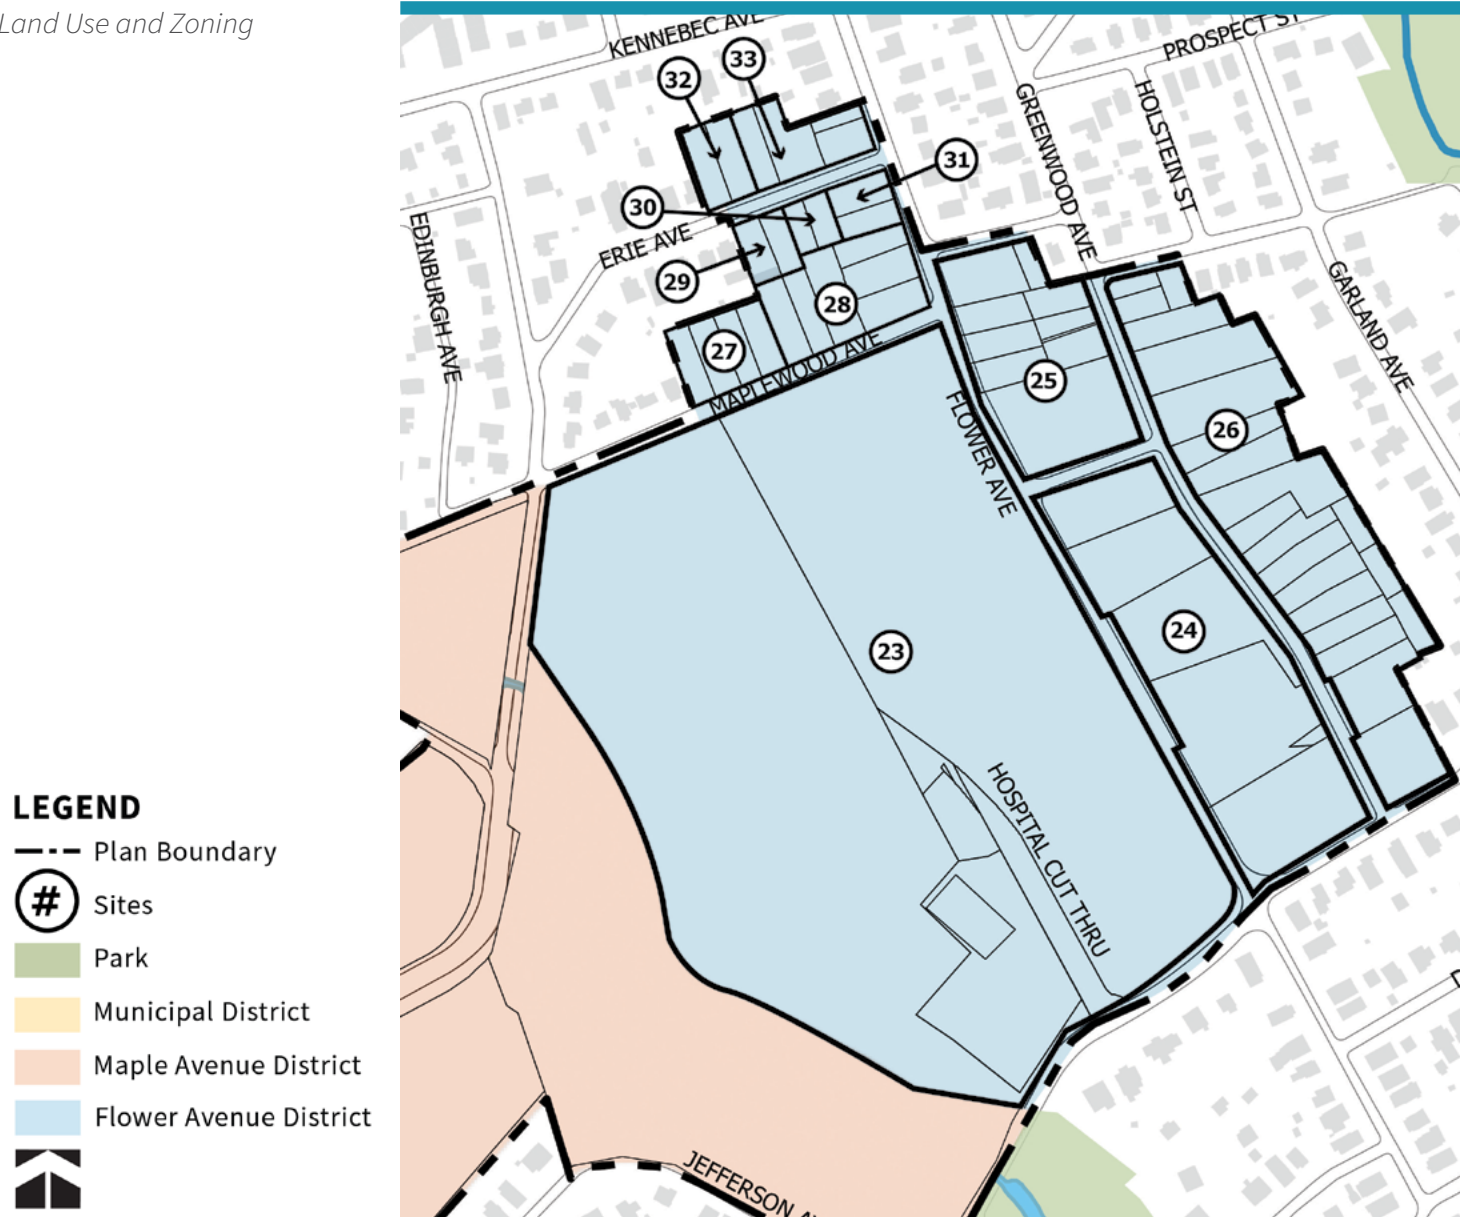 Land Use and Zoning
KENNEBEC AVE
PROSPECT ST
33
32
GREENWOOD AVE
HOLSTEIN ST
31
30
EDINBURGH AVE
ERIE AVE
29
28
GARLAND AVE
27
MAPLEWOOD AVE
25
FLOWER AVE
26
24
23
HOSPITAL CUT THRU
JEFFERSON
LEGEND
Plan Boundary
# Sites
Park
Municipal District
Maple Avenue District
Flower Avenue District